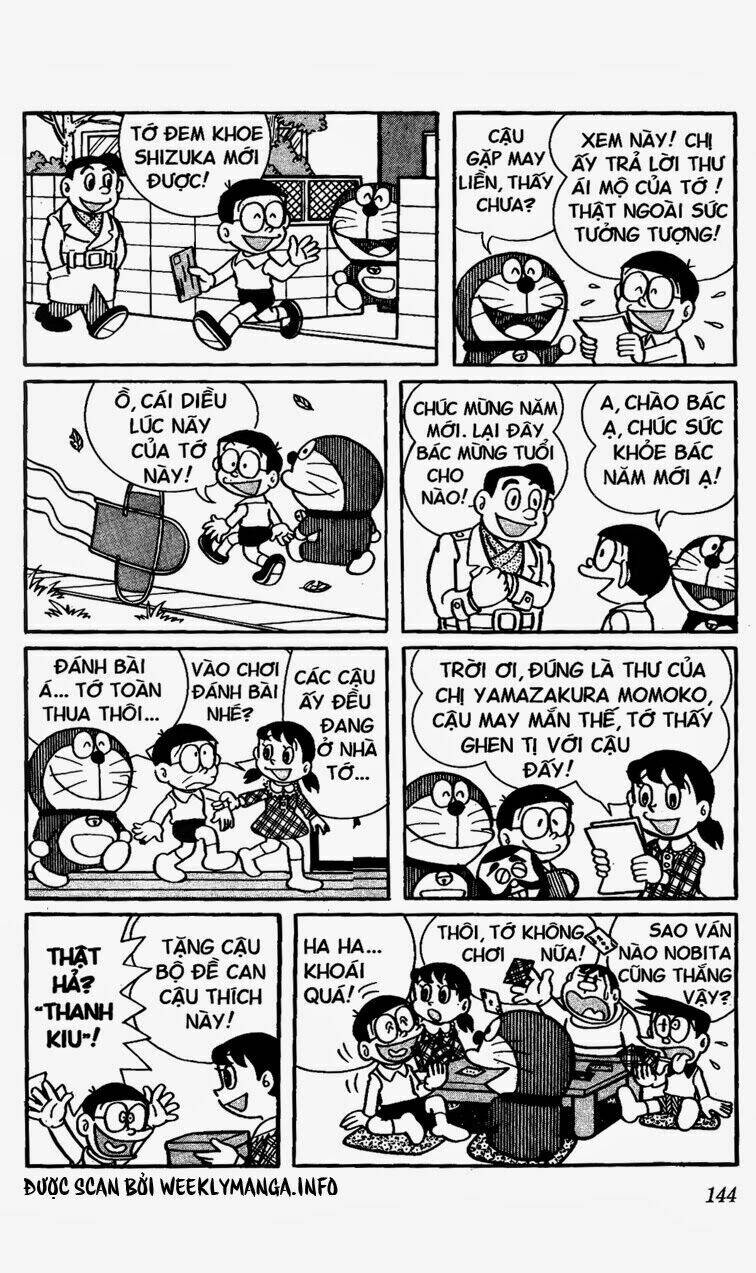 XEM NÀY! CHỊ
ẤY TRẢ LỜI THƯ
ÁI MỘ CỦA TỚ !
THẬT NGOÀI SỨC
TƯỞNG TƯỢNG!
CẬU
GẶP MAY
LIỀN, THẤY
CHƯA?
TỚ ĐEM KHOE
SHIZUKA MỚI
ĐƯỢC!
A, CHÀO BÁC
Ạ, CHÚC SỨC
KHỎE BÁC
NĂM MỚI Ạ!
CHÚC MỪNG NĂM
MỚI. LẠI ĐÂY
BÁC MỪNG TUỔI
CHO
NÀO!
Ồ, CÁI DIỀU
LÚC NÃY
CỦA TỚ
NÀY!
TRỜI ƠI, ĐÚNG LÀ THƯ CỦA
CHỊ YAMAZAKURA MOMOKO,
CẬU MAY MẮN THẾ, TỚ THẤY
GHEN TỊ VỚI CẬU
ĐẤY!
CÁC CẬU
ẤY ĐỀU
ĐANG
Ở NHÀ
TỚ...
VÀO CHƠI
ĐÁNH BÀI
NHÉ?
ĐÁNH BÀI
Á... TỚ TOÀN
THUA THÔI...
SAO VÁN
NÀO NOBITA
CŨNG THẮNG
VẬY?
THÔI, TỚ KHÔNG
CHƠI NỮA!
HA HA...
KHOÁI
QUÁ!
TẶNG CẬU
BỘ ĐỀ CAN
CẬU THÍCH
NÀY!
THẬT
HẢ?
"THANH
KIU"!
ĐƯỢC SCAN BỞI WEEKLYMANGA.INFO
144